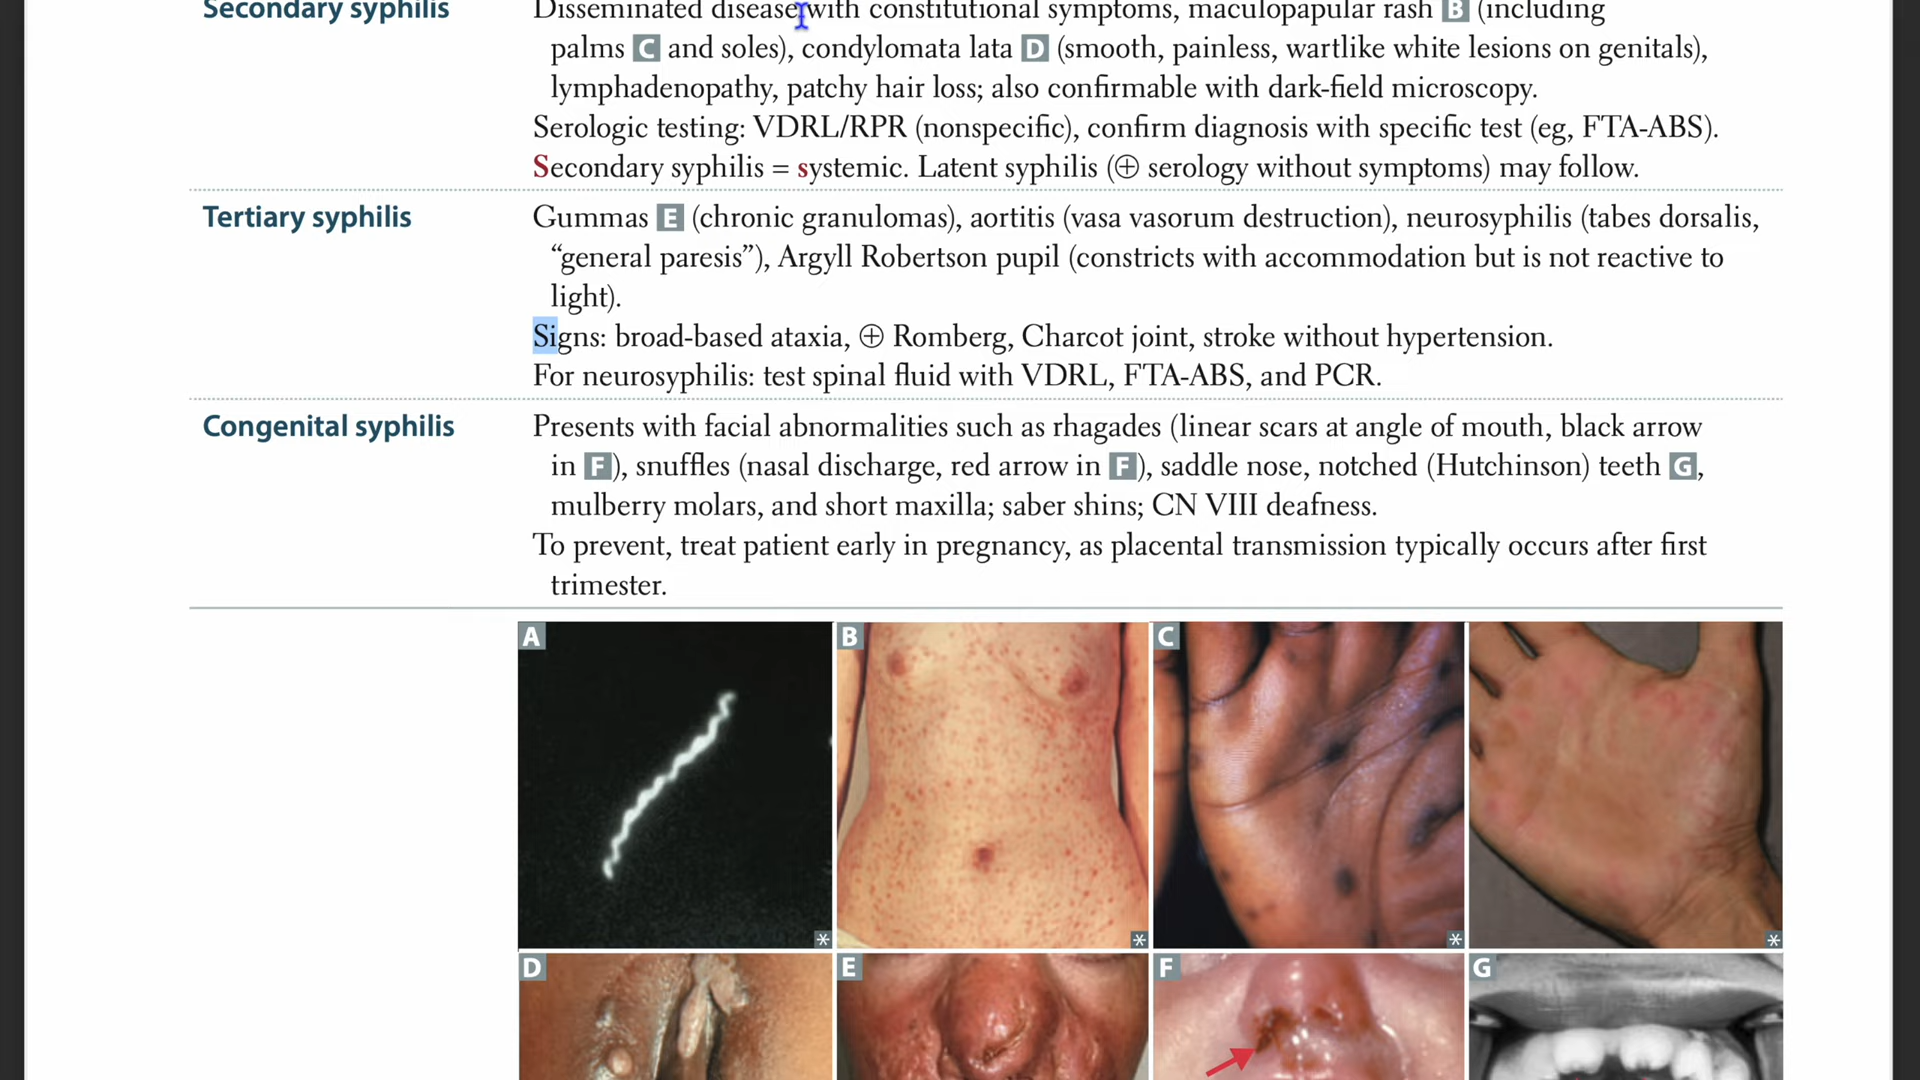 Secondary syphilis
Disseminated disease with constitutional symptoms, maculopapular rash B (including
palms C and soles), condylomata lata D (smooth, painless, wartlike white lesions on genitals),
lymphadenopathy, patchy hair loss; also confirmable with dark-field microscopy.
Serologic testing: VDRL/RPR (nonspecific), confirm diagnosis with specific test (eg, FTA-ABS).
Secondary syphilis = systemic. Latent syphilis (⊕ serology without symptoms) may follow.
Tertiary syphilis
Gummas E (chronic granulomas), aortitis (vasa vasorum destruction), neurosyphilis (tabes dorsalis,
“general paresis”), Argyll Robertson pupil (constricts with accommodation but is not reactive to
light).
Signs: broad-based ataxia, ⊕ Romberg, Charcot joint, stroke without hypertension.
For neurosyphilis: test spinal fluid with VDRL, FTA-ABS, and PCR.
Congenital syphilis
Presents with facial abnormalities such as rhagades (linear scars at angle of mouth, black arrow
in F), snuffles (nasal discharge, red arrow in F), saddle nose, notched (Hutchinson) teeth G,
mulberry molars, and short maxilla; saber shins; CN VIII deafness.
To prevent, treat patient early in pregnancy, as placental transmission typically occurs after first
trimester.
A
B
C
*
*
*
*
D
E
F
G